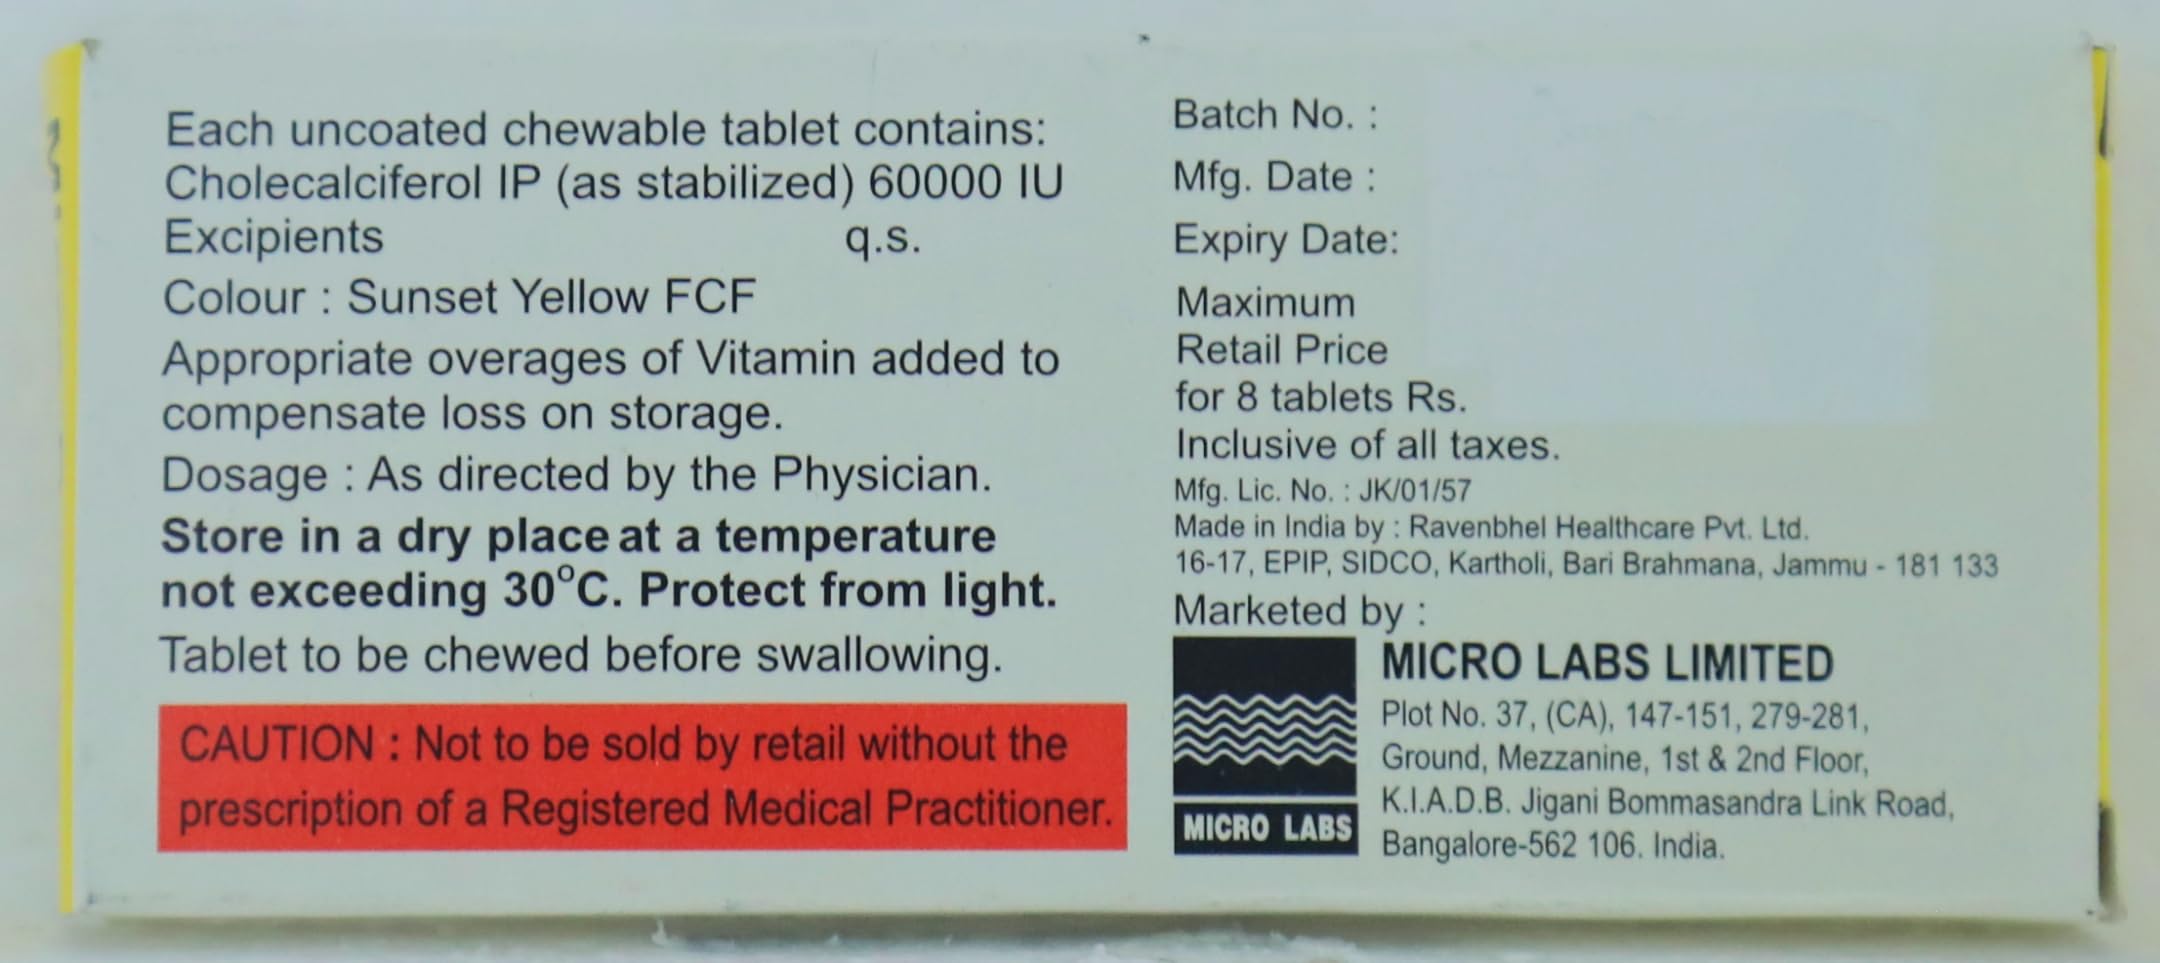 Each uncoated chewable tablet contains:
Cholecalciferol IP (as stabilized) 60000 IU
Excipients q.s.
Colour : Sunset Yellow FCF
Appropriate overages of Vitamin added to
compensate loss on storage.
Dosage : As directed by the Physician.
Store in a dry place at a temperature
not exceeding 30°C. Protect from light.
Tablet to be chewed before swallowing.
CAUTION : Not to be sold by retail without the
prescription of a Registered Medical Practitioner.
Batch No. :
Mfg. Date :
Expiry Date:
Maximum
Retail Price
for 8 tablets Rs.
Inclusive of all taxes.
Mfg. Lic. No. : JK/01/57
Made in India by : Ravenbhel Healthcare Pvt. Ltd.
16-17, EPIP, SIDCO, Kartholi, Bari Brahmana, Jammu - 181 133
Marketed by :
MICRO LABS
MICRO LABS LIMITED
Plot No. 37, (CA), 147-151, 279-281,
Ground, Mezzanine, 1st & 2nd Floor,
K.I.A.D.B. Jigani Bommasandra Link Road,
Bangalore-562 106. India.